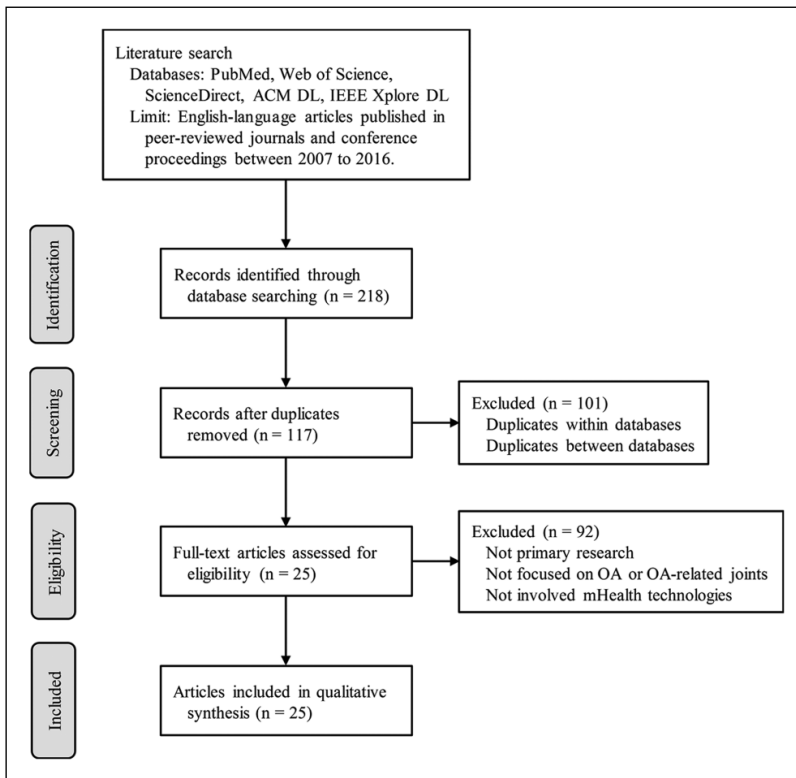 Literature search
Databases: PubMed, Web of Science,
ScienceDirect, ACM DL, IEEE Xplore DL
Limit: English-language articles published in
peer-reviewed journals and conference
proceedings between 2007 to 2016.
Identification
Records identified through
database searching (n = 218)
Screening
Records after duplicates
removed (n = 117)
Excluded (n = 101)
Duplicates within databases
Duplicates between databases
Eligibility
Full-text articles assessed for
eligibility (n = 25)
Excluded (n = 92)
Not primary research
Not focused on OA or OA-related joints
Not involved mHealth technologies
Included
Articles included in qualitative
synthesis (n = 25)